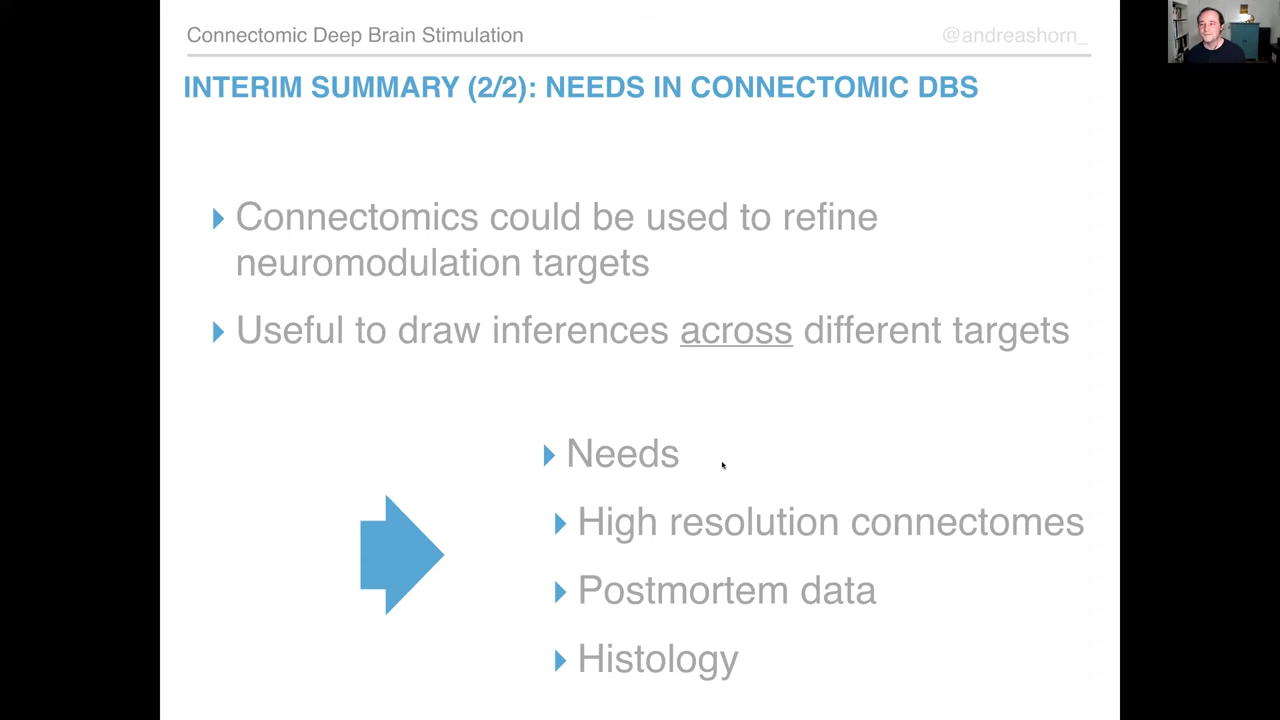 Connectomic Deep Brain Stimulation
@andreashorn_
INTERIM SUMMARY (2/2): NEEDS IN CONNECTOMIC DBS
Connectomics could be used to refine
neuromodulation targets
Useful to draw inferences across different targets
Needs
High resolution connectomes
Postmortem data
Histology